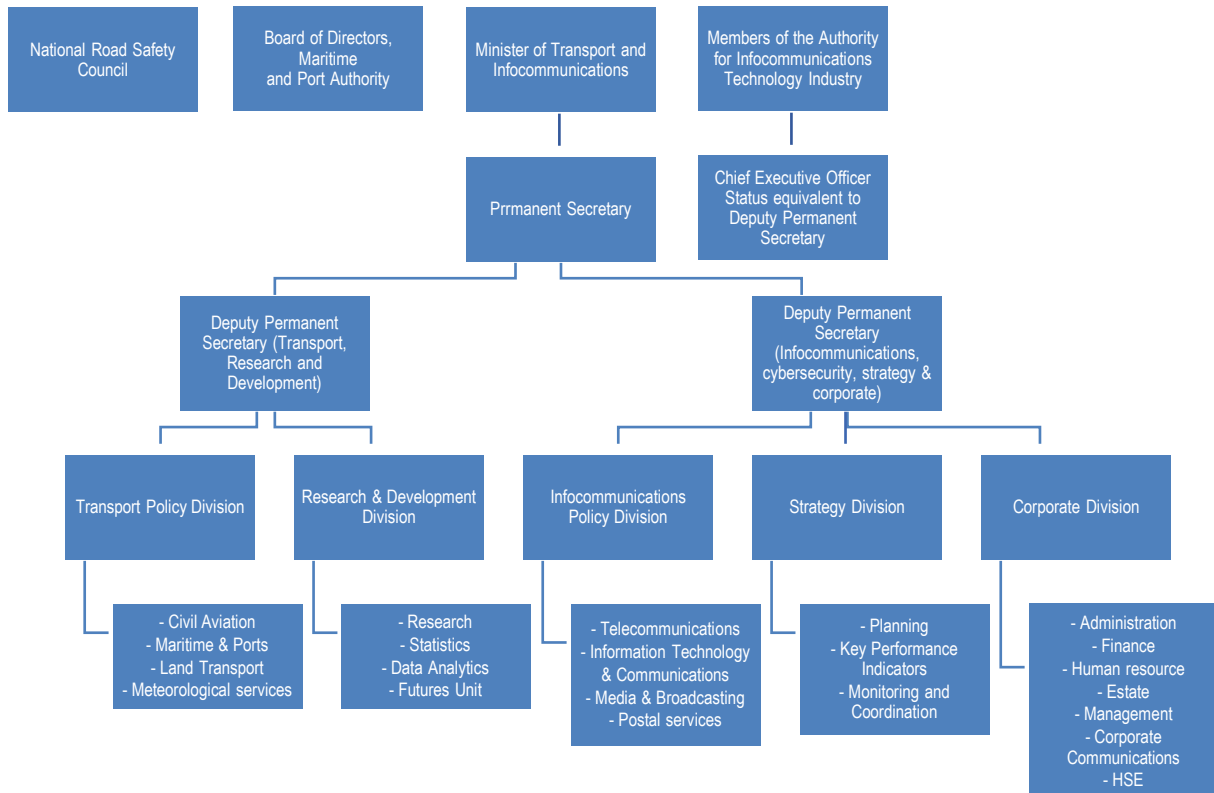 National Road Safety
Council
Board of Directors,
Maritime
and Port Authority
Minister of Transport and
Infocommunications
Members of the Authority
for Infocommunications
Technology Industry
Prrmanent Secretary
Chief Executive Officer
Status equivalent to
Deputy Permanent
Secretary
Deputy Permanent
Secretary (Transport,
Research and
Development)
Deputy Permanent
Secretary
(Infocommunications,
cybersecurity, strategy &
corporate)
Transport Policy Division
Research & Development
Division
Infocommunications
Policy Division
Strategy Division
Corporate Division
- Civil Aviation
- Maritime & Ports
- Land Transport
- Meteorological services
- Research
- Statistics
- Data Analytics
- Futures Unit
- Telecommunications
- Information Technology
& Communications
- Media & Broadcasting
- Postal services
- Planning
- Key Performance
Indicators
- Monitoring and
Coordination
- Administration
- Finance
- Human resource
- Estate
- Management
- Corporate
Communications
- HSE